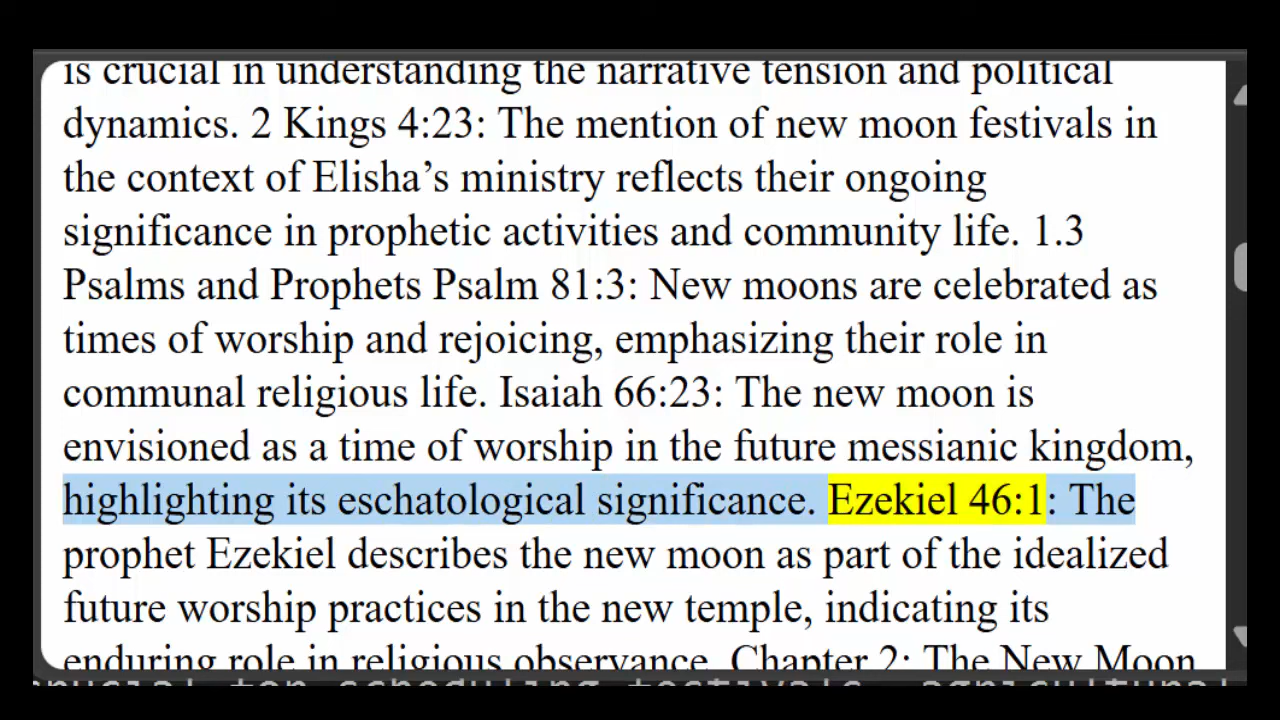 is crucial in understanding the narrative tension and political
dynamics. 2 Kings 4:23: The mention of new moon festivals in
the context of Elisha’s ministry reflects their ongoing
significance in prophetic activities and community life. 1.3
Psalms and Prophets Psalm 81:3: New moons are celebrated as
times of worship and rejoicing, emphasizing their role in
communal religious life. Isaiah 66:23: The new moon is
envisioned as a time of worship in the future messianic kingdom,
highlighting its eschatological significance. Ezekiel 46:1: The
prophet Ezekiel describes the new moon as part of the idealized
future worship practices in the new temple, indicating its
enduring role in religious observance. Chapter 2: The New Moon
crucial for scheduling festivals, agricultural